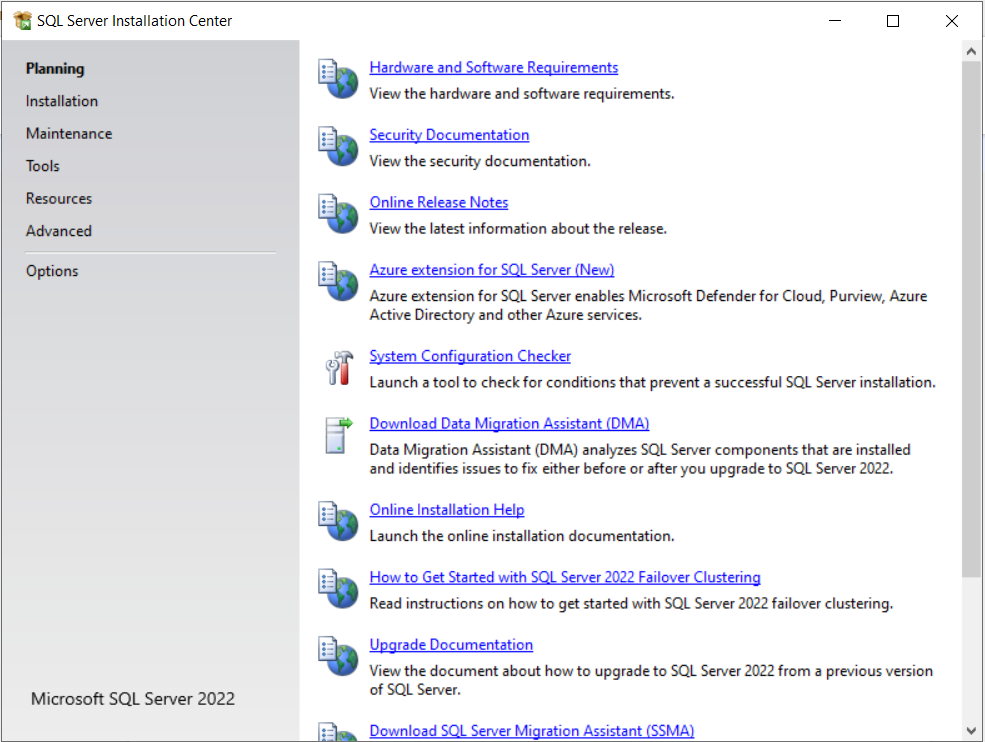 SQL Server Installation Center
Planning
Installation
Maintenance
Tools
Resources
Advanced
Options
Microsoft SQL Server 2022
Hardware and Software Requirements
View the hardware and software requirements.
Security Documentation
View the security documentation.
Online Release Notes
View the latest information about the release.
Azure extension for SQL Server (New)
Azure extension for SQL Server enables Microsoft Defender for Cloud, Purview, Azure
Active Directory and other Azure services.
System Configuration Checker
Launch a tool to check for conditions that prevent a successful SQL Server installation.
Download Data Migration Assistant (DMA)
Data Migration Assistant (DMA) analyzes SQL Server components that are installed
and identifies issues to fix either before or after you upgrade to SQL Server 2022.
Online Installation Help
Launch the online installation documentation.
How to Get Started with SQL Server 2022 Failover Clustering
Read instructions on how to get started with SQL Server 2022 failover clustering.
Upgrade Documentation
View the document about how to upgrade to SQL Server 2022 from a previous version
of SQL Server.
Download SQL Server Migration Assistant (SSMA)